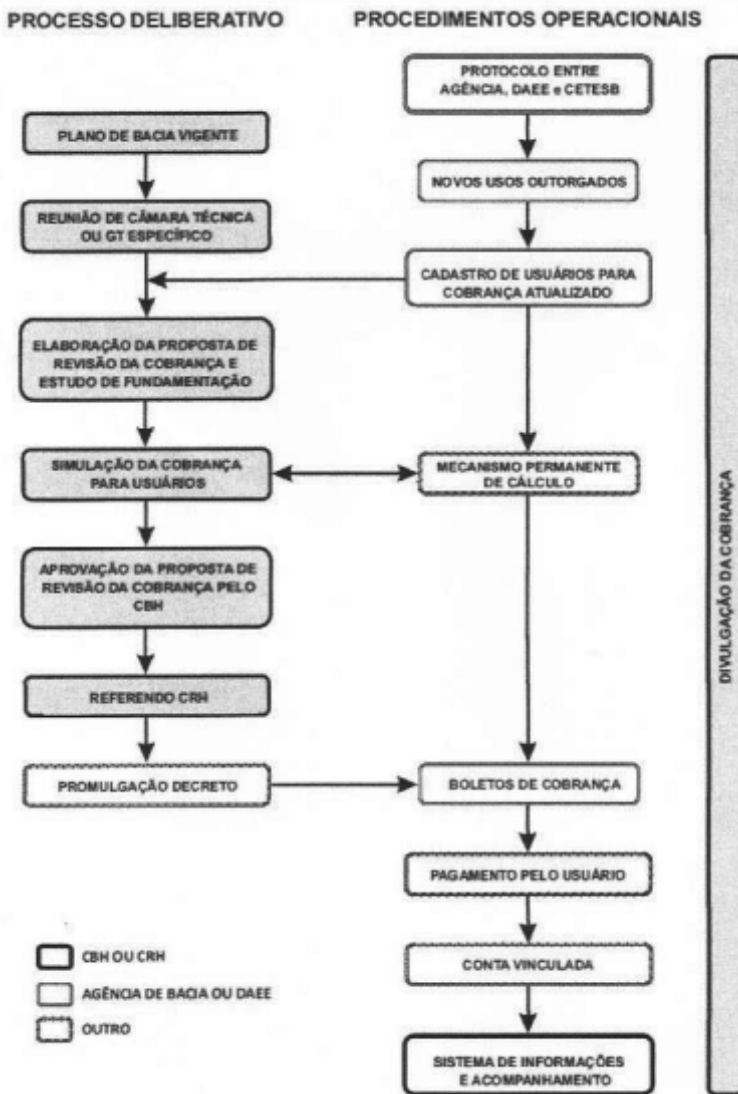 PROCESSO DELIBERATIVO
PLANO DE BACIA VIGENTE
REUNIÃO DE CÂMARA TÉCNICA
OU GT ESPECÍFICO
ELABORAÇÃO DA PROPOSTA DE
REVISÃO DA COBRANÇA E
ESTUDO DE FUNDAMENTAÇÃO
SIMULAÇÃO DA COBRANÇA
PARA USUÁRIOS
APROVAÇÃO DA PROPOSTA DE
REVISÃO DA COBRANÇA PELO
CBH
REFERENDO CRH
PROMULGAÇÃO DECRETO
PROCEDIMENTOS OPERACIONAIS
PROTOCOLO ENTRE
AGÊNCIA, DAEE e CETESB
NOVOS USOS OUTORGADOS
CADASTRO DE USUÁRIOS PARA
COBRANÇA ATUALIZADO
MECANISMO PERMANENTE
DE CÁLCULO
BOLETOS DE COBRANÇA
PAGAMENTO PELO USUÁRIO
CONTA VINCULADA
SISTEMA DE INFORMAÇÕES
E ACOMPANHAMENTO
DIVULGAÇÃO DA COBRANÇA
CBH OU CRH
AGÊNCIA DE BACIA OU DAEE
OUTRO